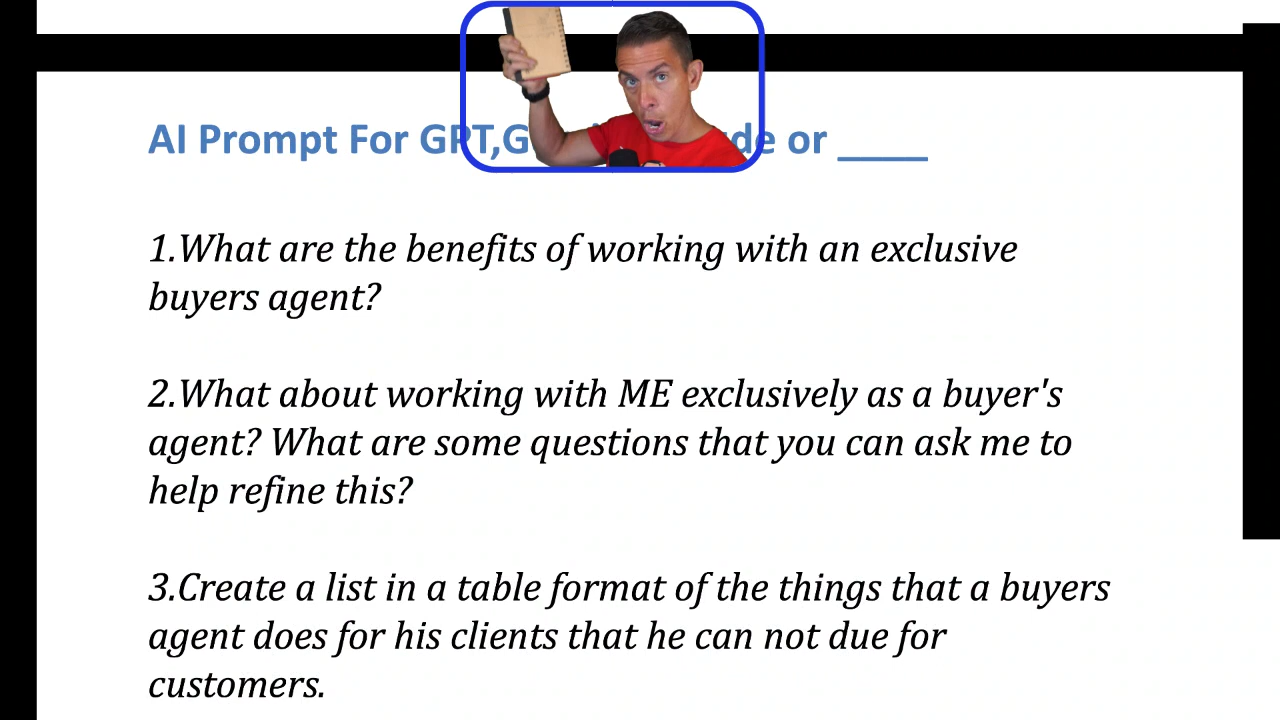 AI Prompt For GPT, or _____
1.What are the benefits of working with an exclusive
buyers agent?
2.What about working with ME exclusively as a buyer's
agent? What are some questions that you can ask me to
help refine this?
3.Create a list in a table format of the things that a buyers
agent does for his clients that he can not due for
customers.